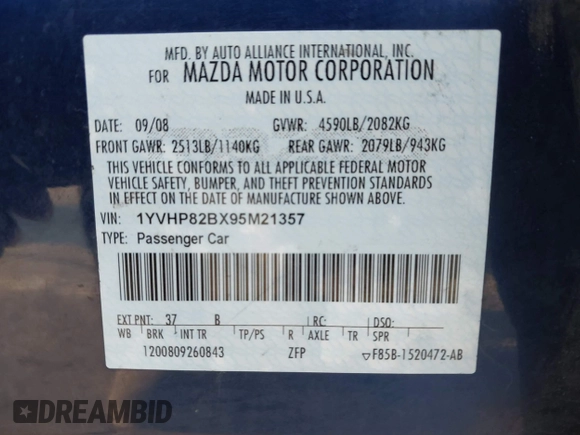 MFD. BY AUTO ALLIANCE INTERNATIONAL, INC.
FOR MAZDA MOTOR CORPORATION
MADE IN U.S.A.
DATE: 09/08 GVWR: 4590LB/2082KG
FRONT GAWR: 2513LB/1140KG REAR GAWR: 2079LB/943KG
THIS VEHICLE CONFORMS TO ALL APPLICABLE FEDERAL MOTOR
VEHICLE SAFETY, BUMPER, AND THEFT PREVENTION STANDARDS
IN EFFECT ON THE DATE OF MANUFACTURE SHOWN ABOVE.
VIN: 1YVHP82BX95M21357
TYPE: Passenger Car
EXT PNT: 37 B RC: DSO:
WB BRK INT TR TP/PS R AXLE TR SPR
1200809260843 ZFP F85B-1520472-AB
DREAMBID